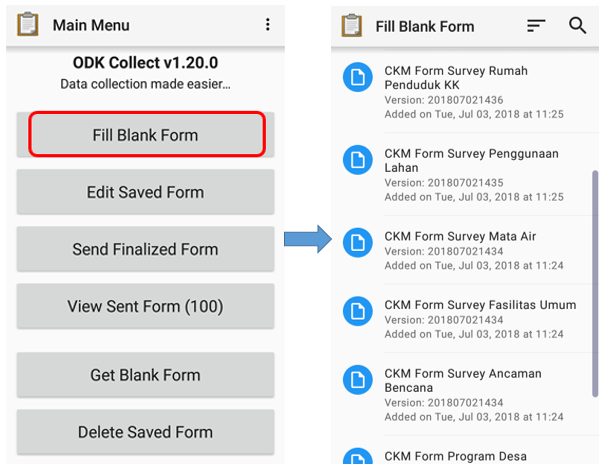 Main Menu
ODK Collect v1.20.0
Data collection made easier...
Fill Blank Form
Edit Saved Form
Send Finalized Form
View Sent Form (100)
Get Blank Form
Delete Saved Form
Fill Blank Form
CKM Form Survey Rumah
Penduduk KK
Version: 201807021436
Added on Tue, Jul 03, 2018 at 11:25
CKM Form Survey Penggunaan
Lahan
Version: 201807021435
Added on Tue, Jul 03, 2018 at 11:25
CKM Form Survey Mata Air
Version: 201807021434
Added on Tue, Jul 03, 2018 at 11:24
CKM Form Survey Fasilitas Umum
Version: 201807021434
Added on Tue, Jul 03, 2018 at 11:24
CKM Form Survey Ancaman
Bencana
Version: 201807021434
Added on Tue, Jul 03, 2018 at 11:24
CKM Form Program Desa